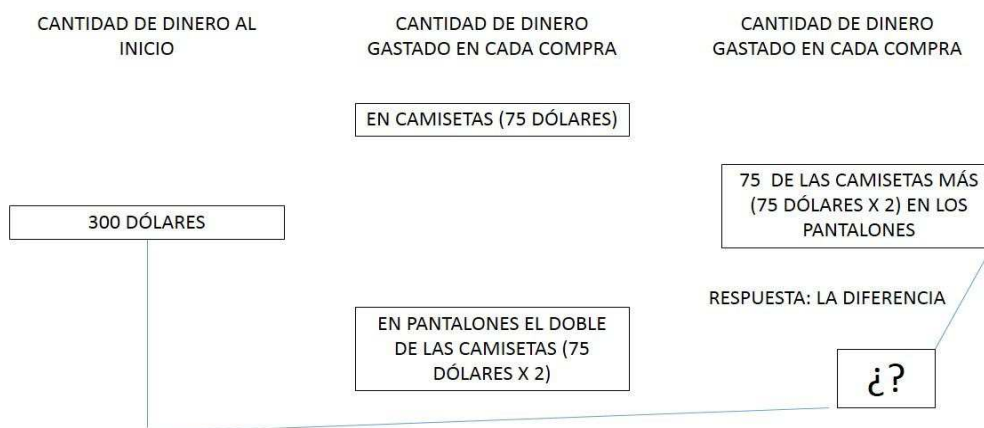 CANTIDAD DE DINERO AL
INICIO
CANTIDAD DE DINERO
GASTADO EN CADA COMPRA
CANTIDAD DE DINERO
GASTADO EN CADA COMPRA
EN CAMISETAS (75 DÓLARES)
75 DE LAS CAMISETAS MÁS
(75 DÓLARES X 2) EN LOS
PANTALONES
300 DÓLARES
RESPUESTA: LA DIFERENCIA
EN PANTALONES EL DOBLE
DE LAS CAMISETAS (75
DÓLARES X 2)
¿?